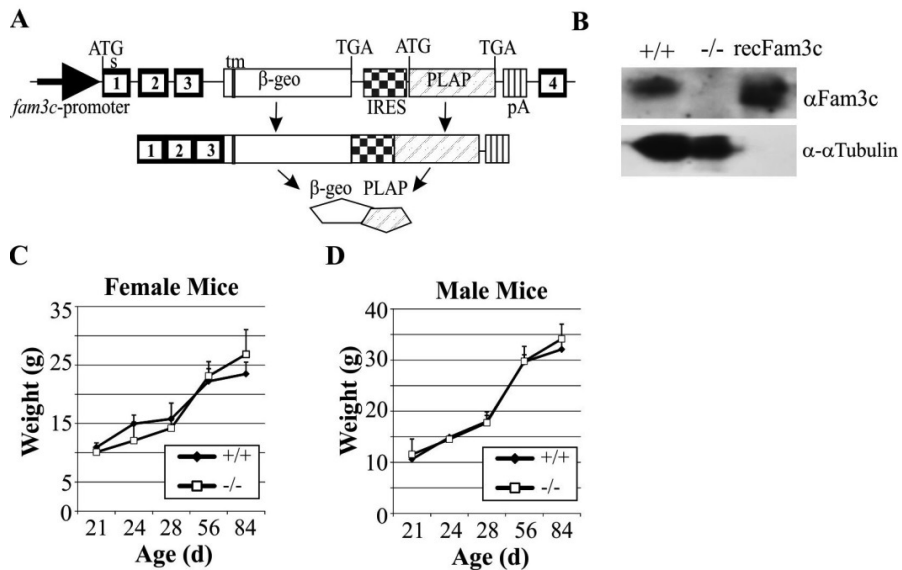 A
ATG
s
tm
TGA
ATG
TGA
1 2 3
β-geo
PLAP
4
fam3c-promoter
IRES
pA
1 2 3
β-geo PLAP
B
+/+ -/- recFam3c
αFam3c
α-αTubulin
C
Female Mice
Weight (g)
35
25
15
5
0
+/+
-/-
21 24 28 56 84
Age (d)
D
Male Mice
Weight (g)
40
30
20
10
0
+/+
-/-
21 24 28 56 84
Age (d)